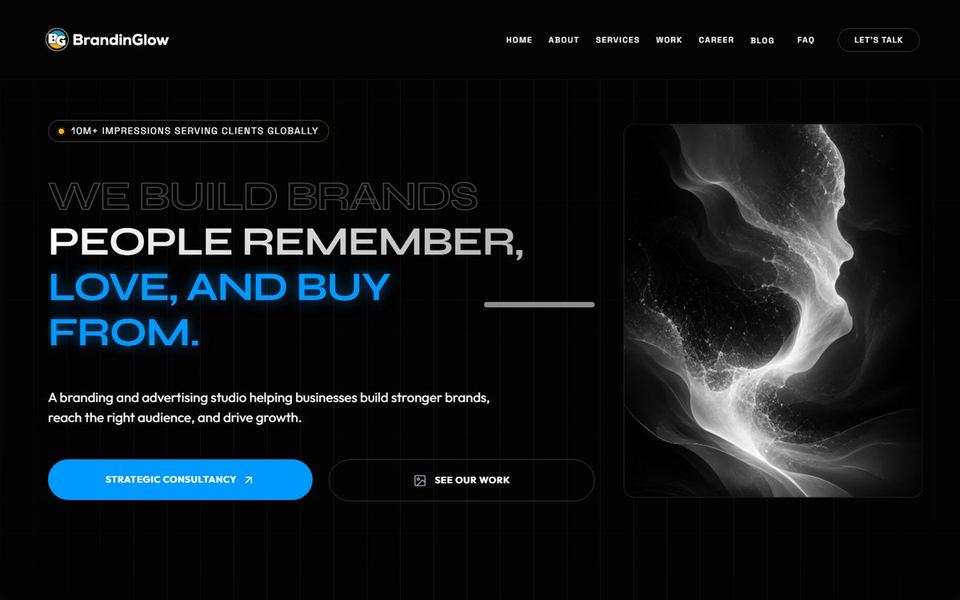 BG BrandinGlow
HOME ABOUT SERVICES WORK CAREER BLOG FAQ LET'S TALK
10M+ IMPRESSIONS SERVING CLIENTS GLOBALLY
WE BUILD BRANDS
PEOPLE REMEMBER,
LOVE, AND BUY
FROM.
A branding and advertising studio helping businesses build stronger brands,
reach the right audience, and drive growth.
STRATEGIC CONSULTANCY
SEE OUR WORK